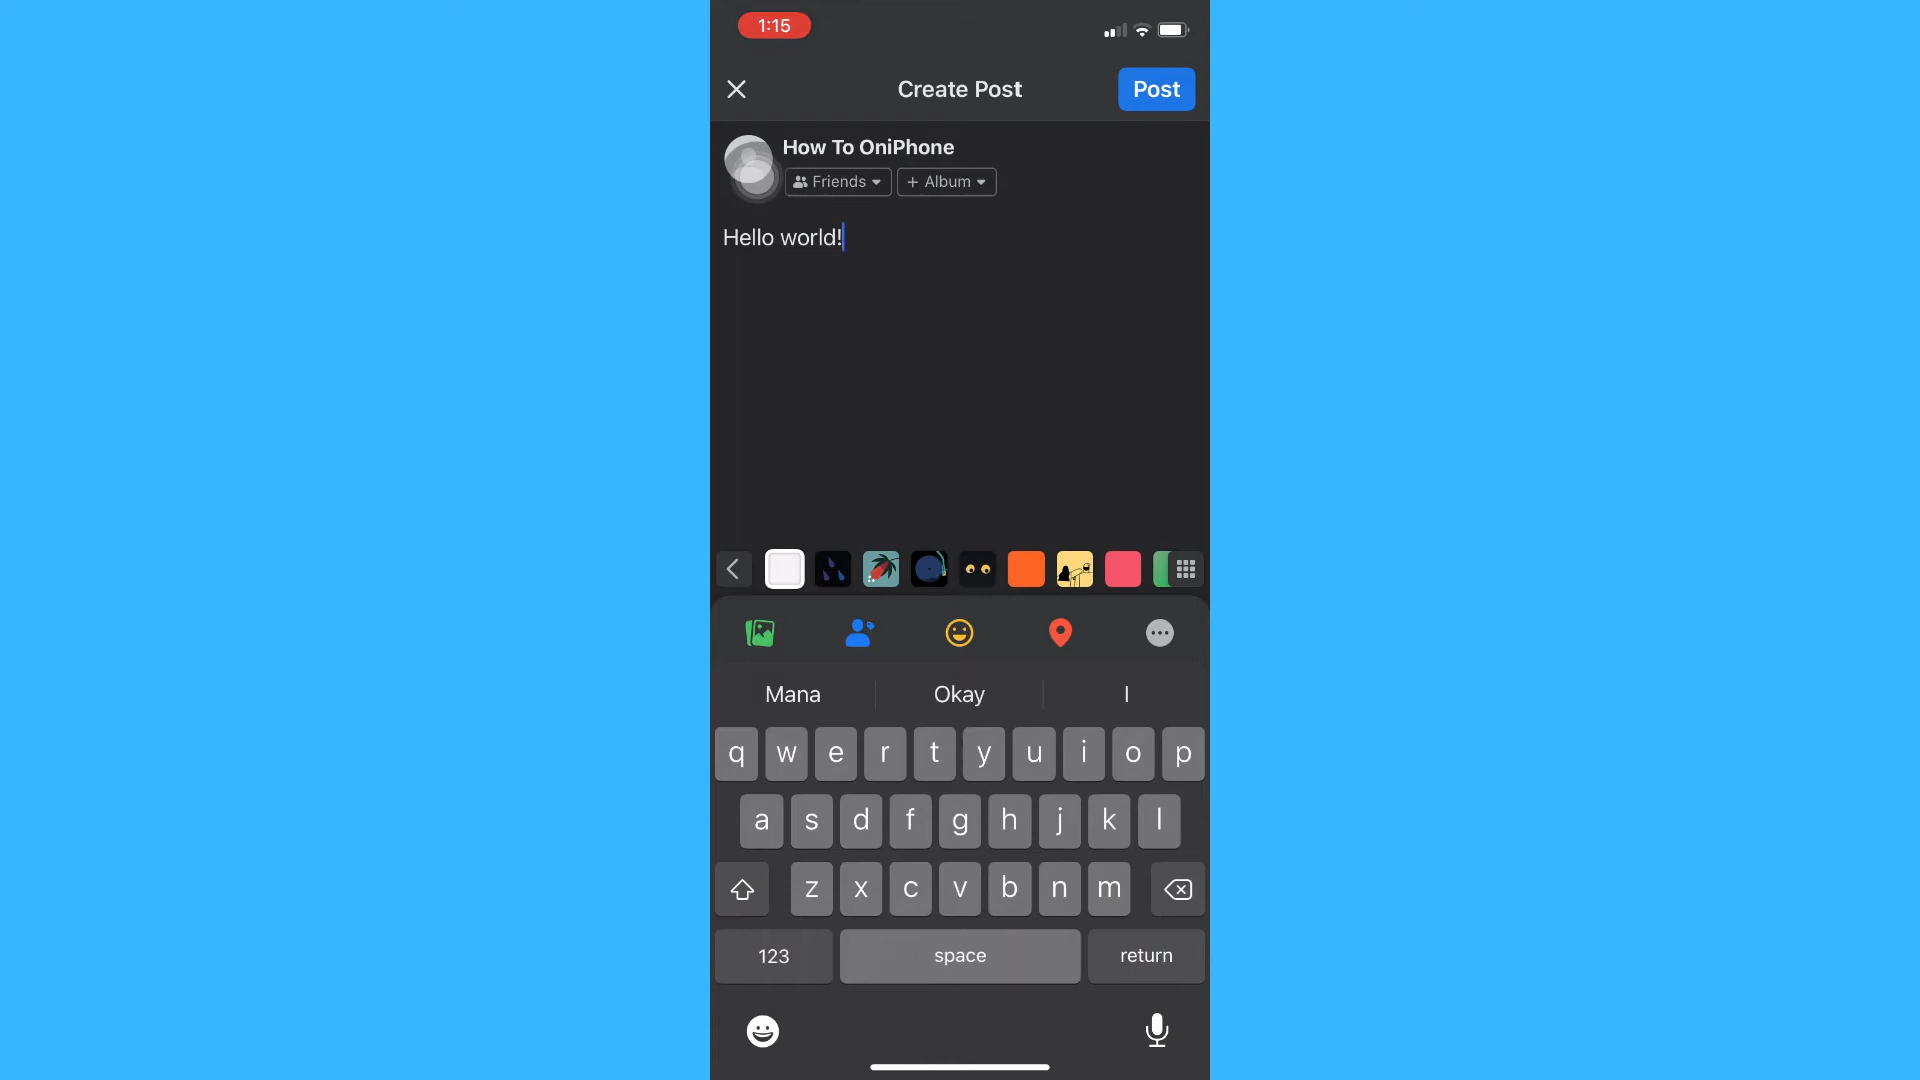 1:15
Create Post
Post
How To OniPhone
Friends
+ Album
Hello world!
Mana Okay I
q w e r t y u i o p
a s d f g h j k l
z x c v b n m
123 space return